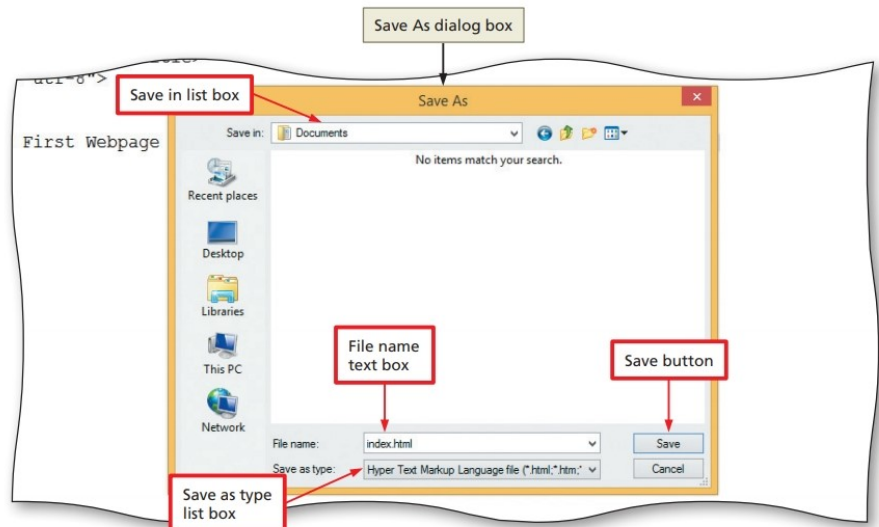 Save As dialog box
utf-8">
Save in list box
Save As
Save in:
Documents
First Webpage
No items match your search.
Recent places
Desktop
Libraries
This PC
Network
File name
text box
Save button
File name:
index.html
Save
Save as type:
Hyper Text Markup Language file (*.html;*.htm;*
Cancel
Save as type
list box